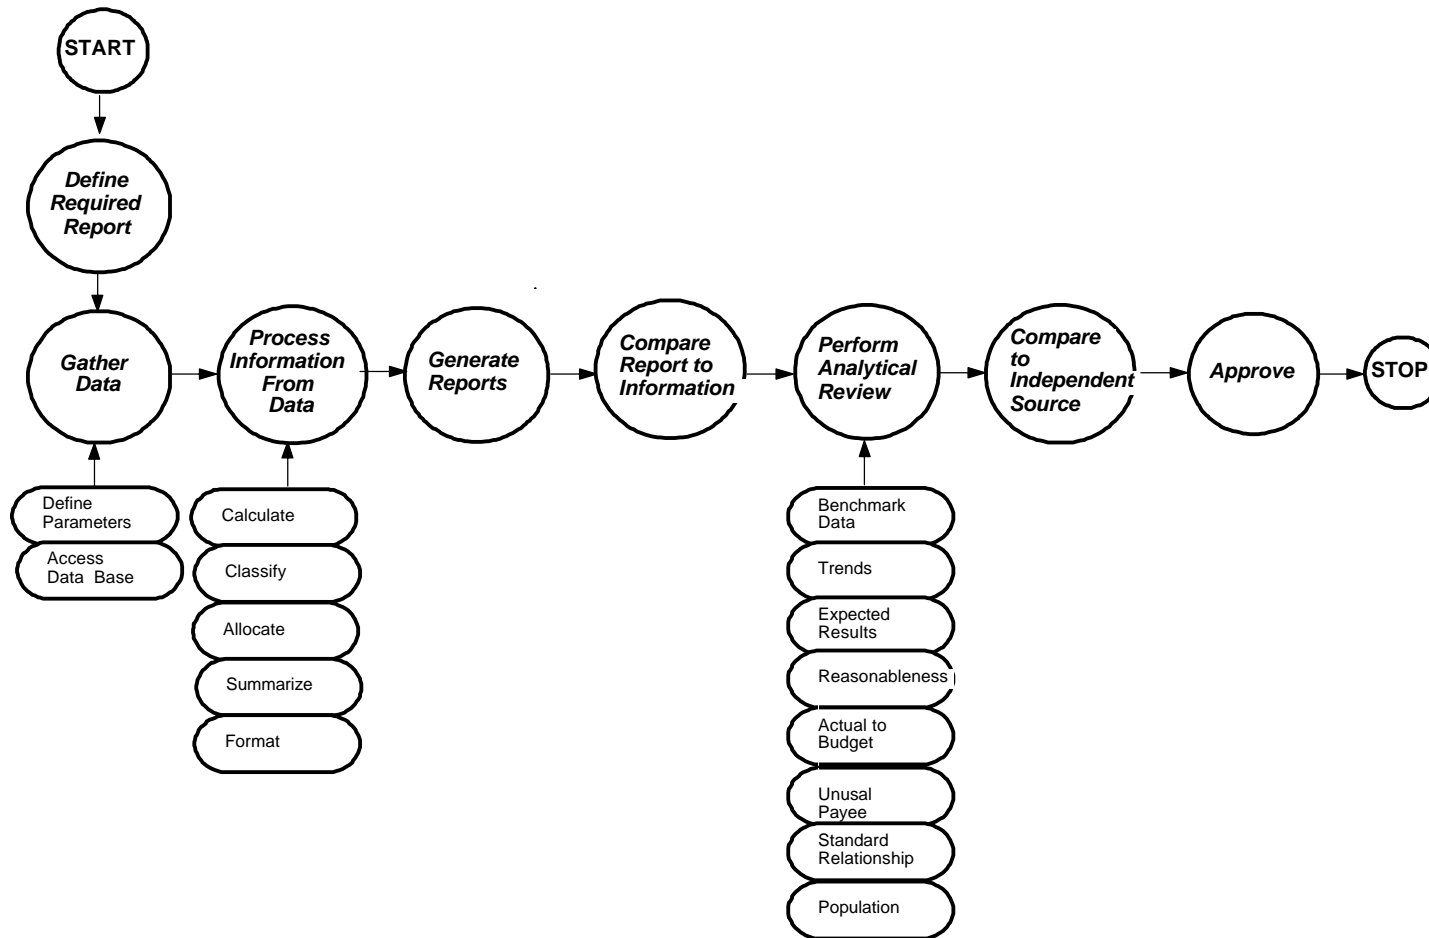 START
Define
Required
Report
Gather
Data
Process
Information
From
Data
Generate
Reports
Compare
Report to
Information
Perform
Analytical
Review
Compare
to
Independent
Source
Approve
STOP
Define
Parameters
Access
Data Base
Calculate
Classify
Allocate
Summarize
Format
Benchmark
Data
Trends
Expected
Results
Reasonableness
Actual to
Budget
Unusal
Payee
Standard
Relationship
Population